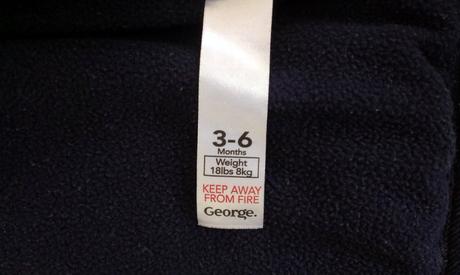 3-6
Months
Weight
18lbs 8kg
KEEP AWAY
FROM FIRE
George.